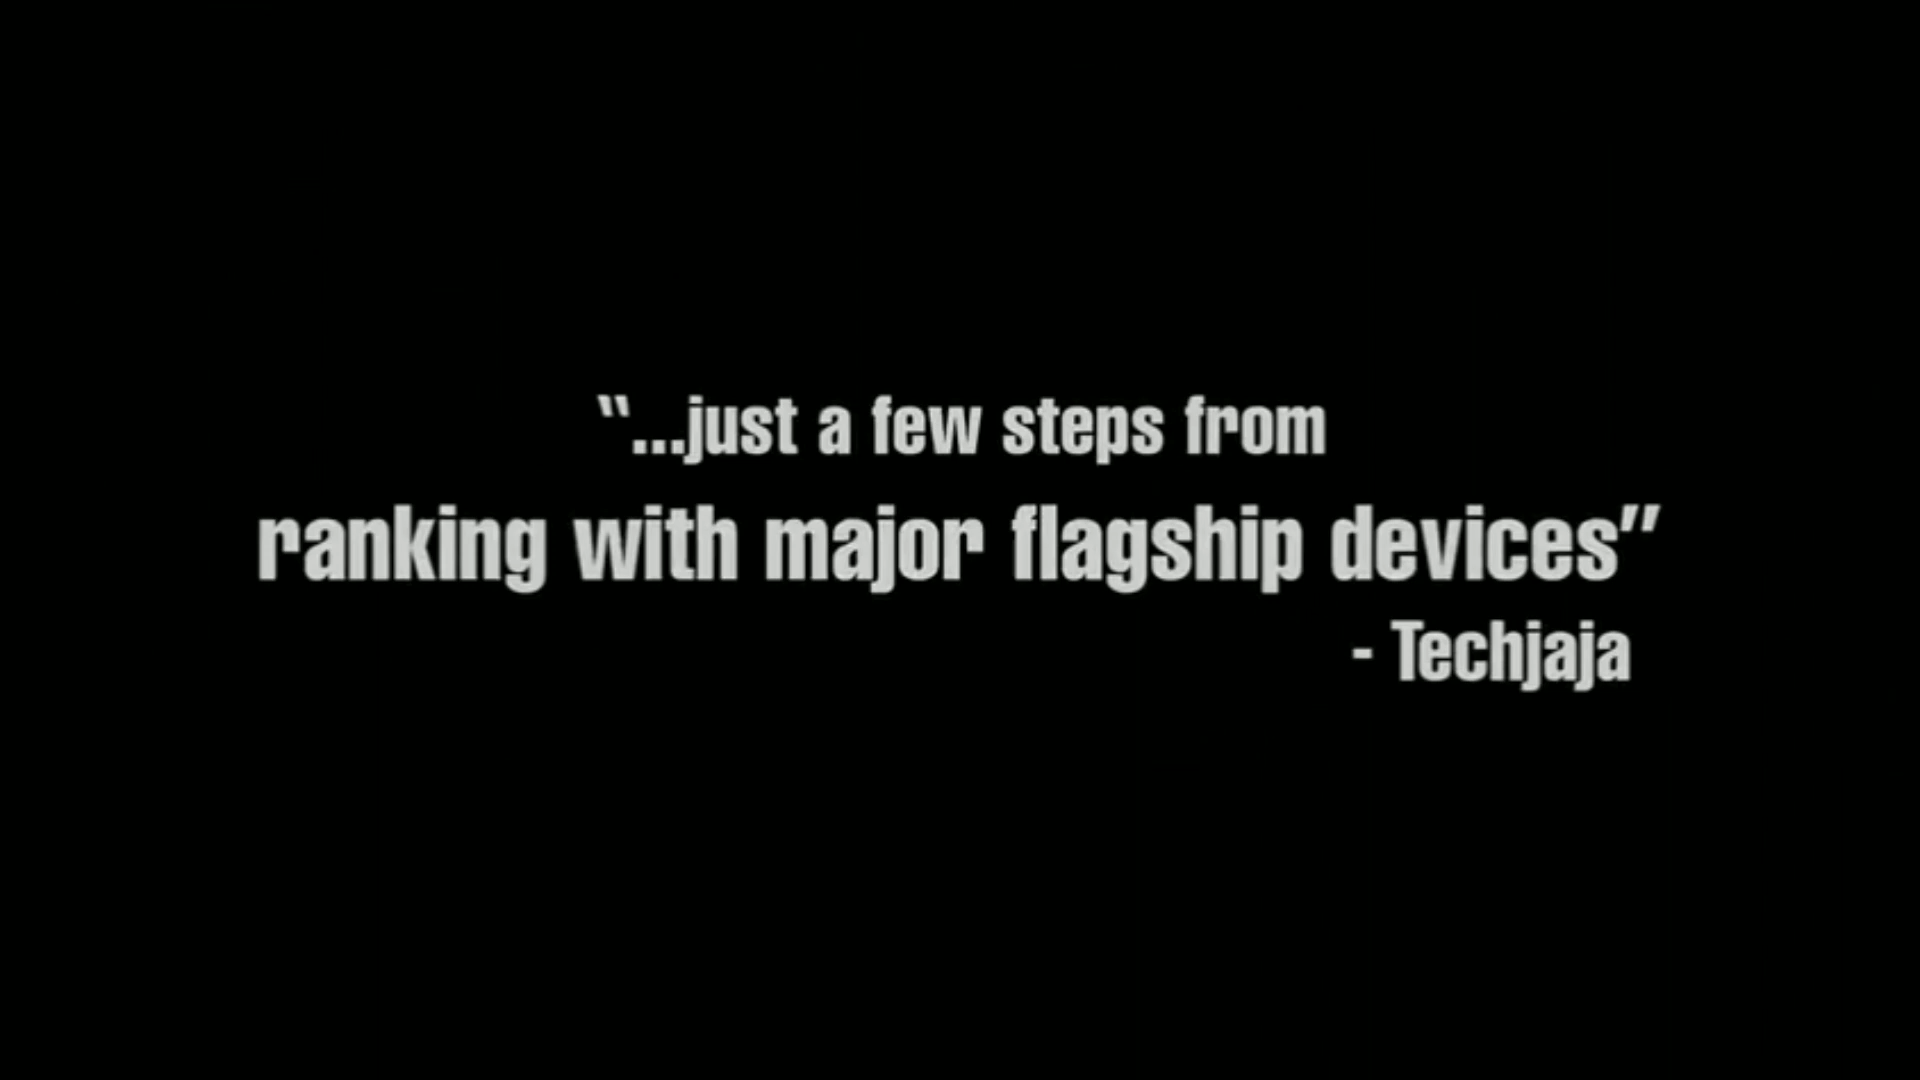 “...just a few steps from
ranking with major flagship devices”
- Techjaja